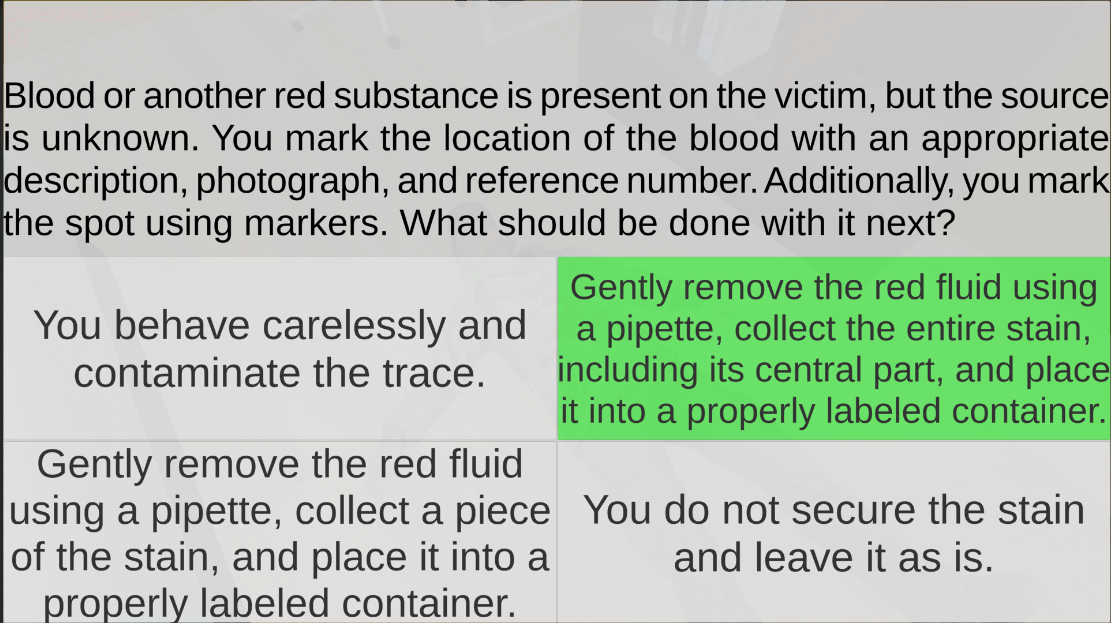 Blood or another red substance is present on the victim, but the source
is unknown. You mark the location of the blood with an appropriate
description, photograph, and reference number. Additionally, you mark
the spot using markers. What should be done with it next?
You behave carelessly and
contaminate the trace.
Gently remove the red fluid using
a pipette, collect the entire stain,
including its central part, and place
it into a properly labeled container.
Gently remove the red fluid
using a pipette, collect a piece
of the stain, and place it into a
properly labeled container.
You do not secure the stain
and leave it as is.